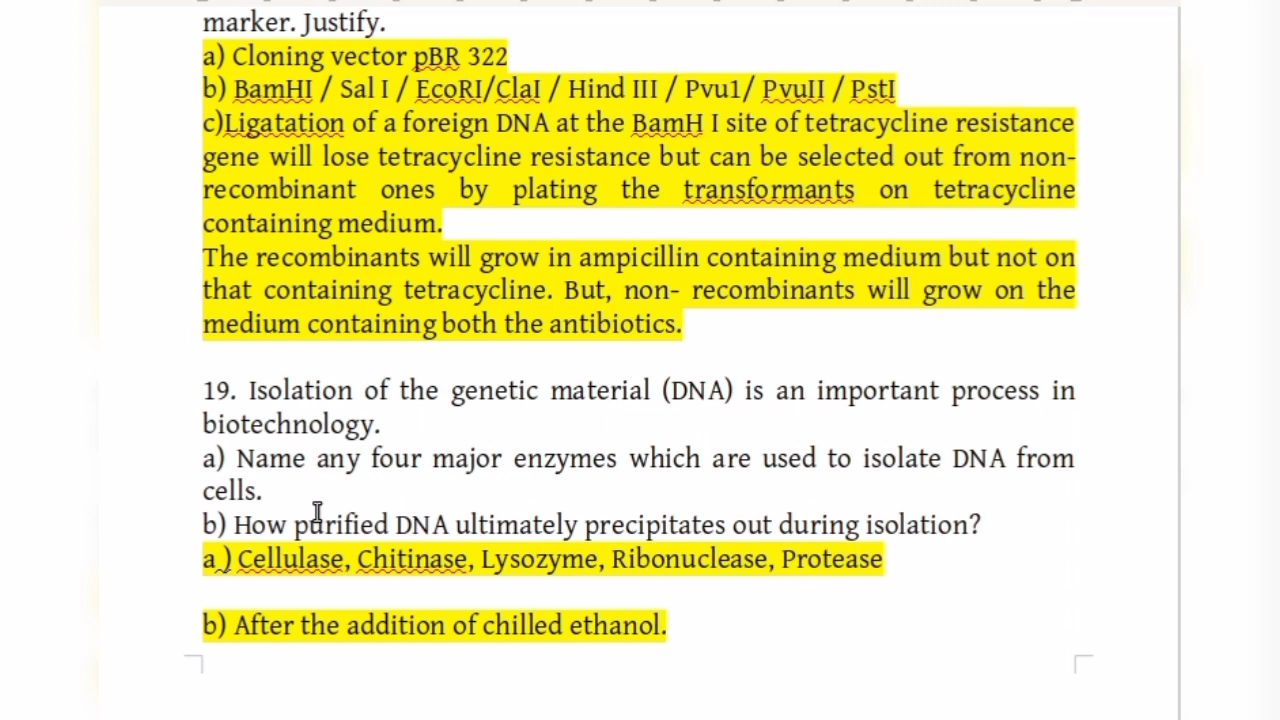 marker. Justify.
a) Cloning vector pBR 322
b) BamHI / Sal I / EcoRI/ClaI / Hind III / Pvu1/ PvuII / PstI
c)Ligatation of a foreign DNA at the BamH I site of tetracycline resistance
gene will lose tetracycline resistance but can be selected out from non-
recombinant ones by plating the transformants on tetracycline
containing medium.
The recombinants will grow in ampicillin containing medium but not on
that containing tetracycline. But, non- recombinants will grow on the
medium containing both the antibiotics.
19. Isolation of the genetic material (DNA) is an important process in
biotechnology.
a) Name any four major enzymes which are used to isolate DNA from
cells.
b) How purified DNA ultimately precipitates out during isolation?
a ) Cellulase, Chitinase, Lysozyme, Ribonuclease, Protease
b) After the addition of chilled ethanol.